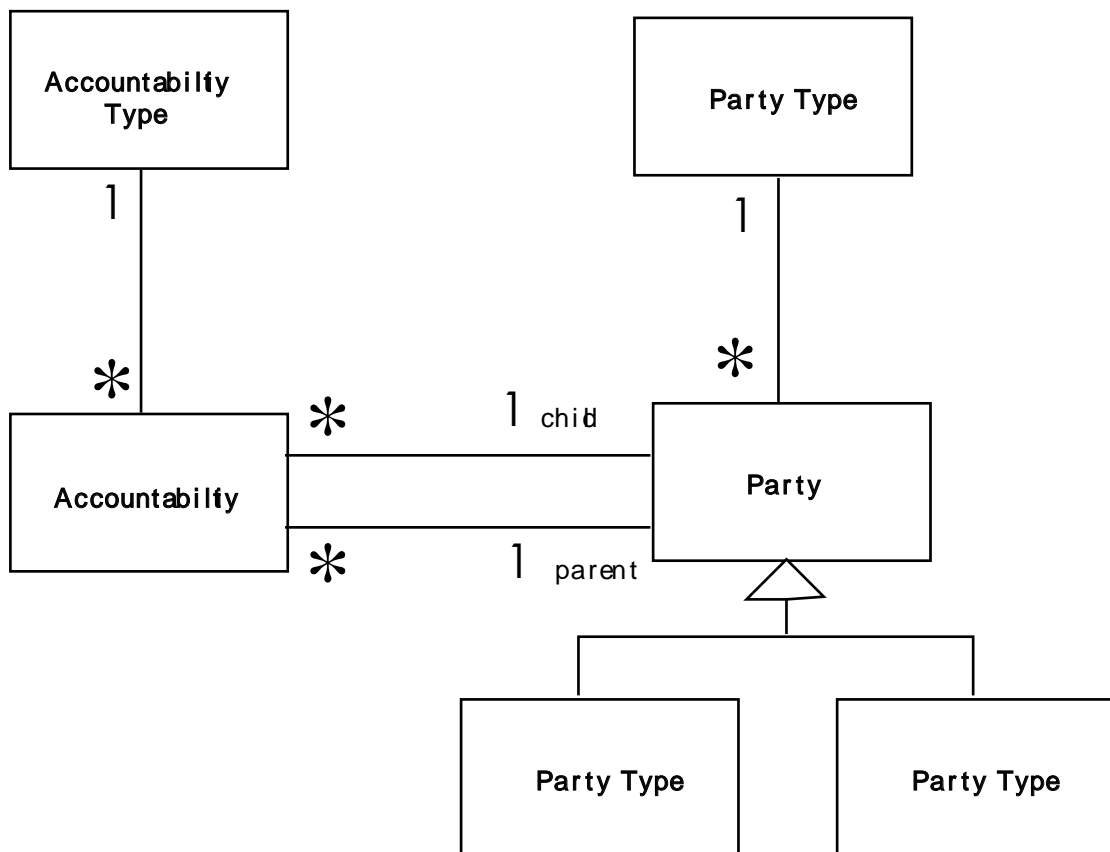 Accountability
Type
Party Type
1
1
*
*
*
1 child
Accountability
Party
*
1 parent
Party Type
Party Type